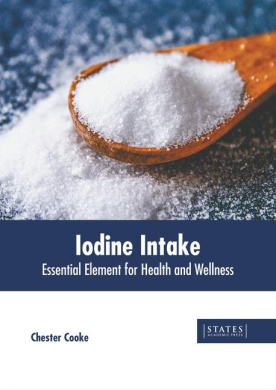 Iodine Intake
Essential Element for Health and Wellness
STATES
ACADEMIC PRESS
Chester Cooke